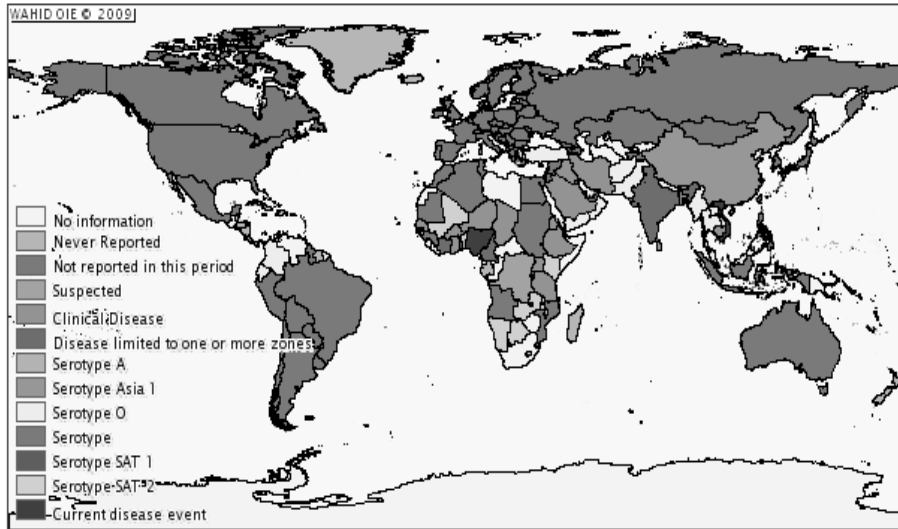 WAHID OIE © 2009
No information
Never Reported
Not reported in this period
Suspected
Clinical Disease
Disease limited to one or more zones
Serotype A
Serotype Asia 1
Serotype O
Serotype
Serotype SAT 1
Serotype SAT 2
Current disease event